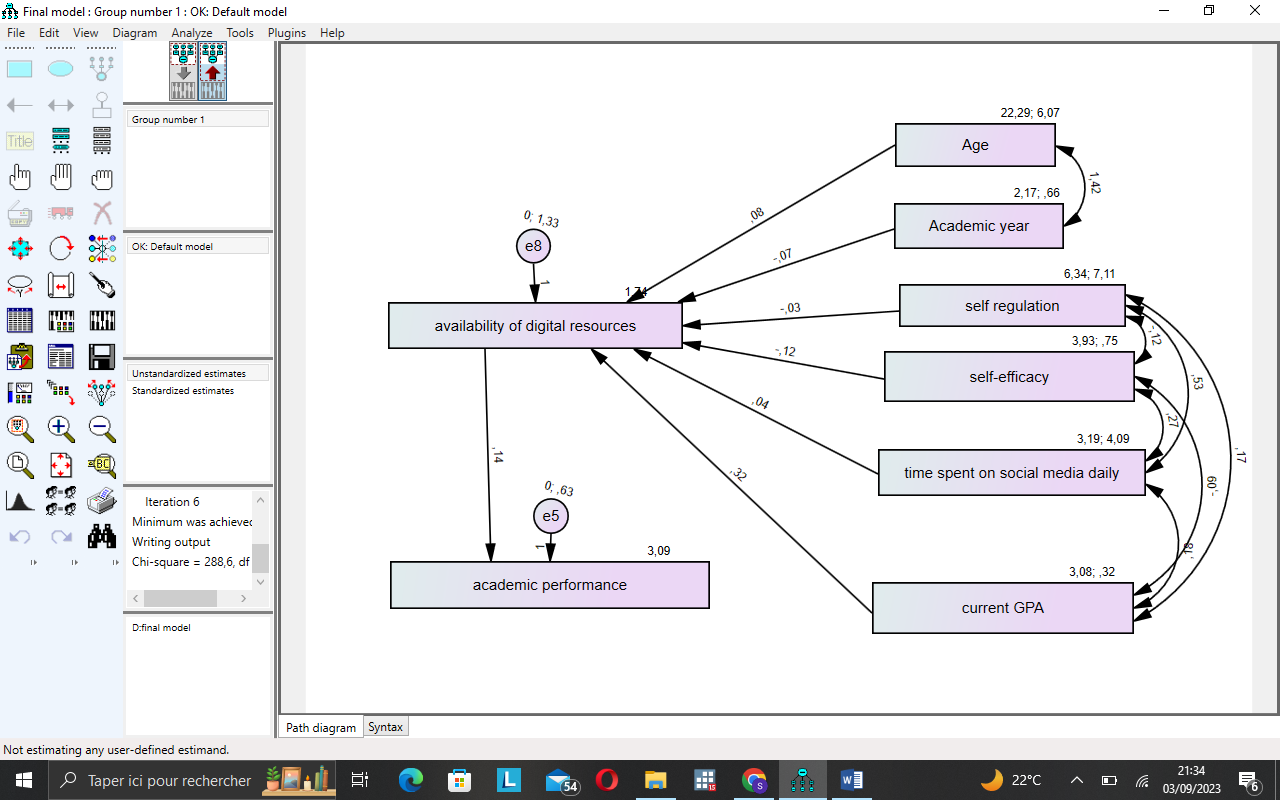 Final model : Group number 1 : OK: Default model
File Edit View Diagram Analyze Tools Plugins Help
Title
Group number 1
OK: Default model
Unstandardized estimates
Standardized estimates
Iteration 6
Minimum was achieved
Writing output
Chi-square = 288,6, df
D:final model
22,29; 6,07
Age
1,42
2,17; ,66
Academic year
,08
-,07
0; 1,33
e8
1
1,74
availability of digital resources
6,34; 7,11
self regulation
-,03
-,12
3,93; ,75
self-efficacy
-,12
,53
,27
,17
3,19; 4,09
time spent on social media daily
,04
-,09
,32
,14
0; ,63
e5
1
3,09
academic performance
3,08; ,32
current GPA
Path diagram Syntax
Not estimating any user-defined estimand.
Taper ici pour rechercher
L
54
S
W
22°C
21:34
03/09/2023
6